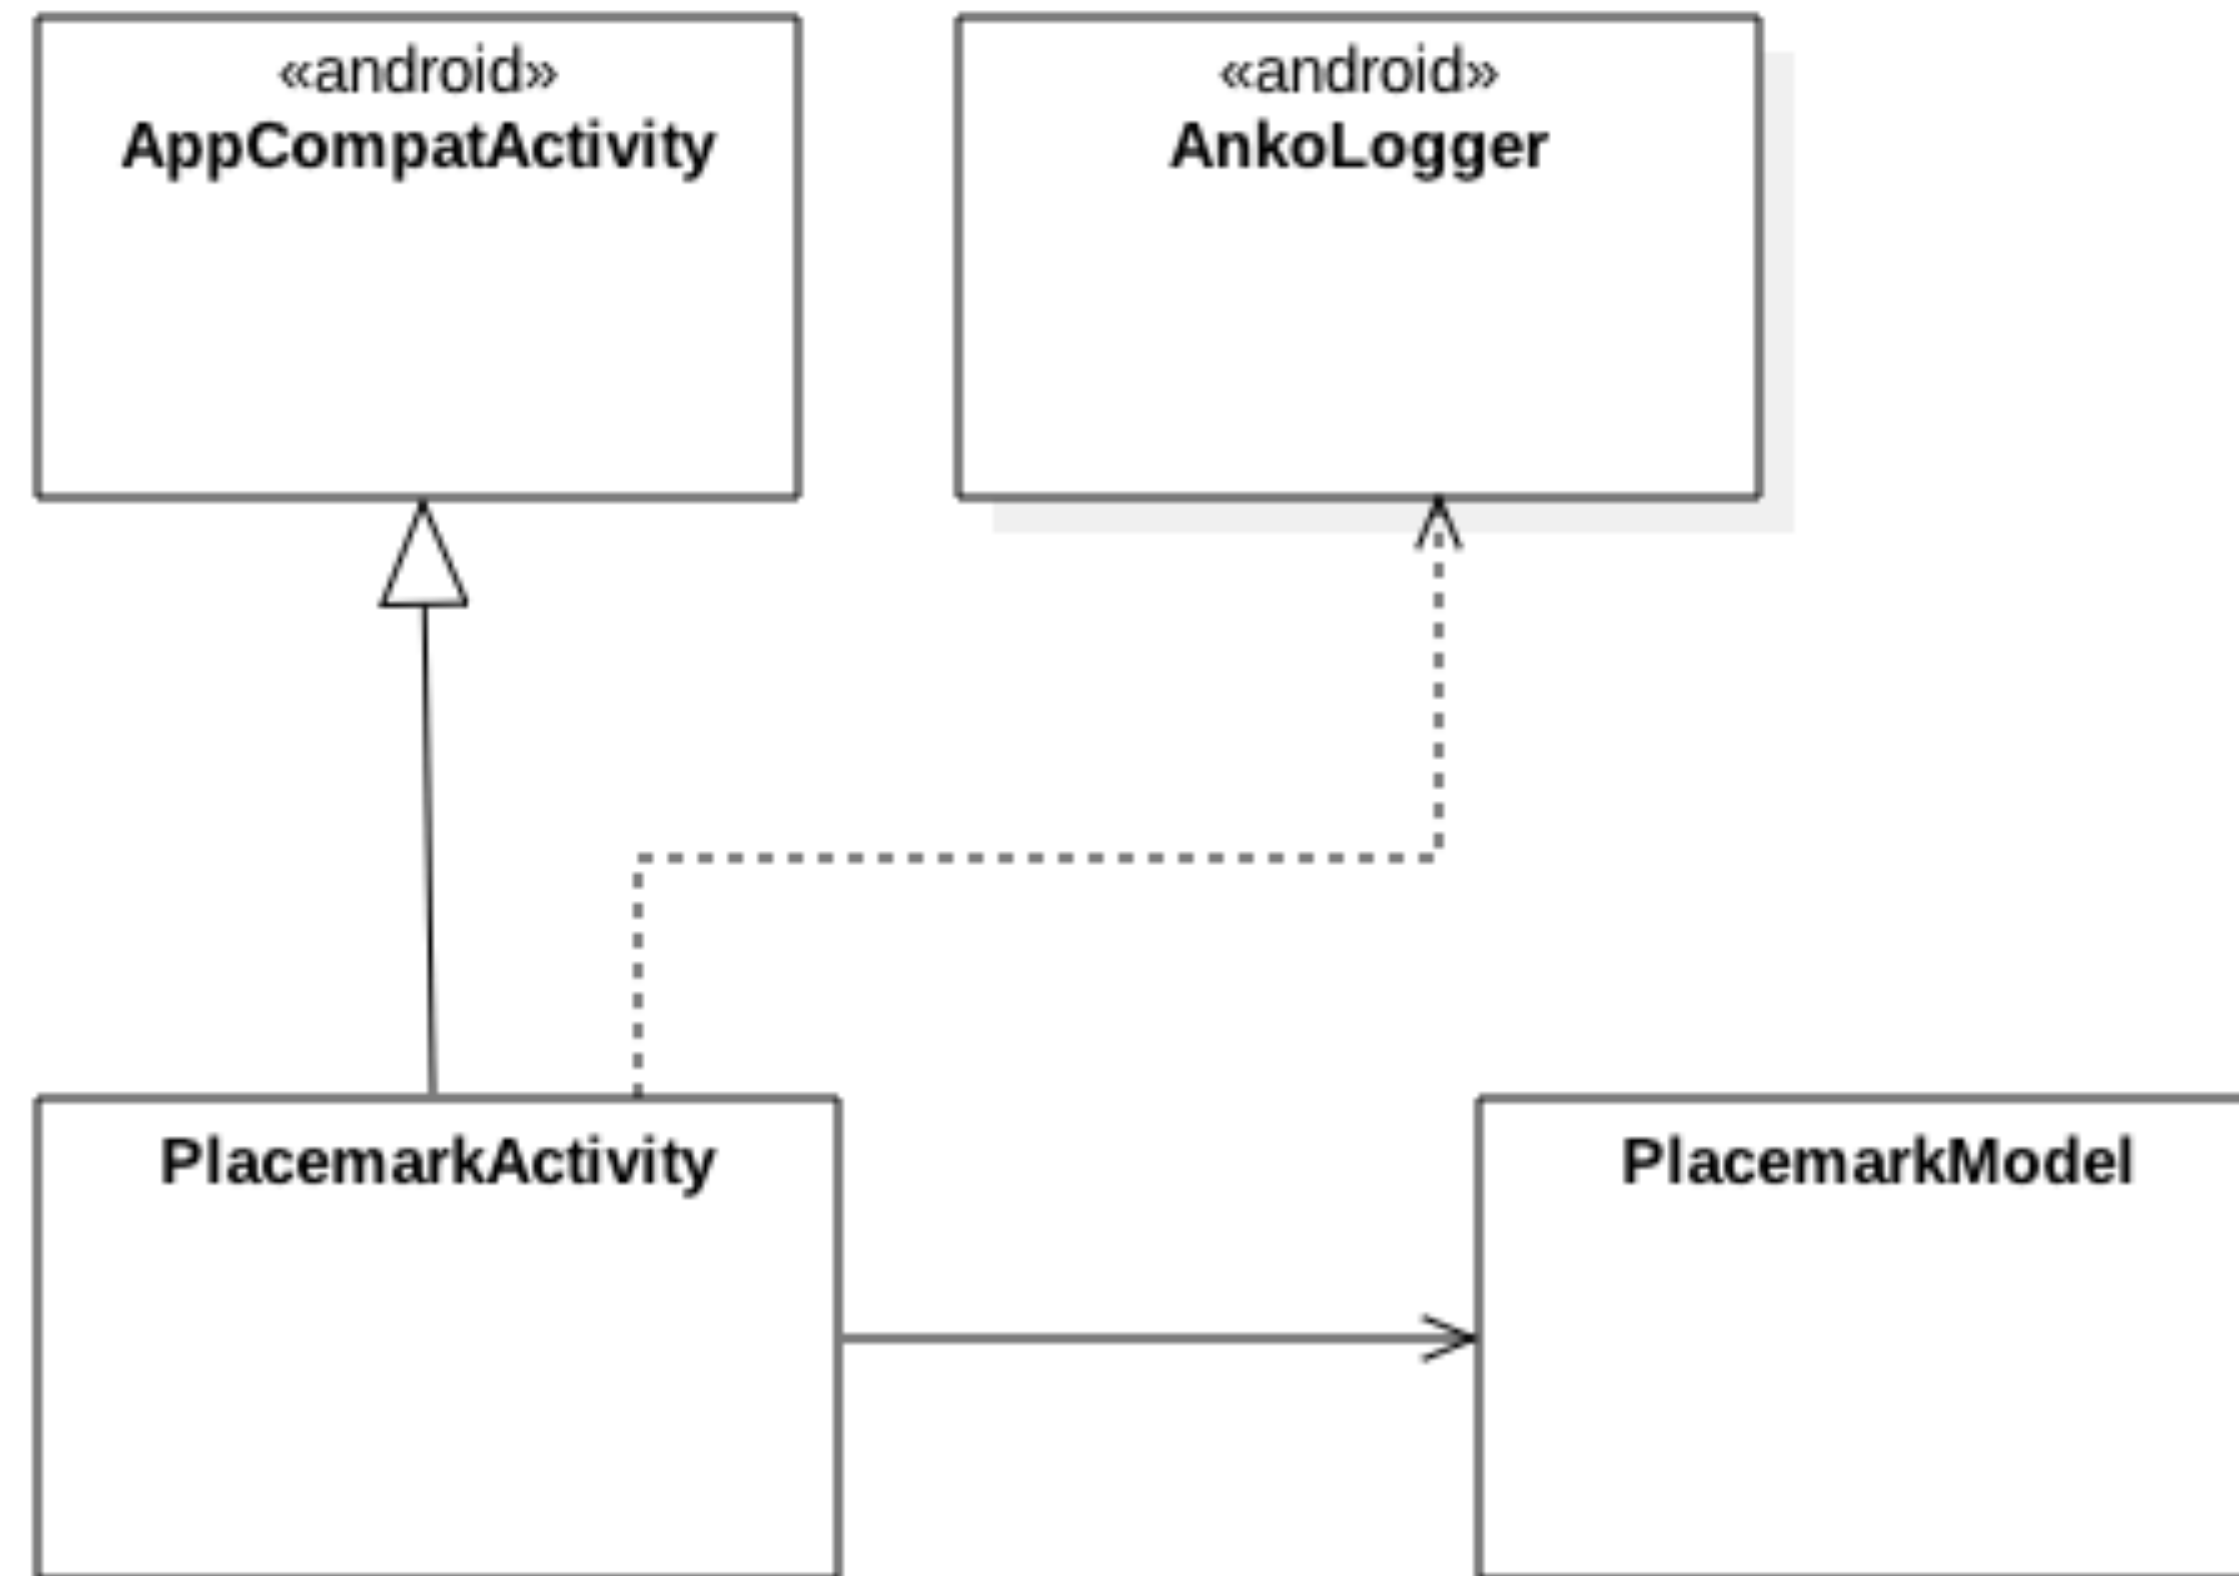 «android»
AppCompatActivity
«android»
AnkoLogger
PlacemarkActivity
PlacemarkModel